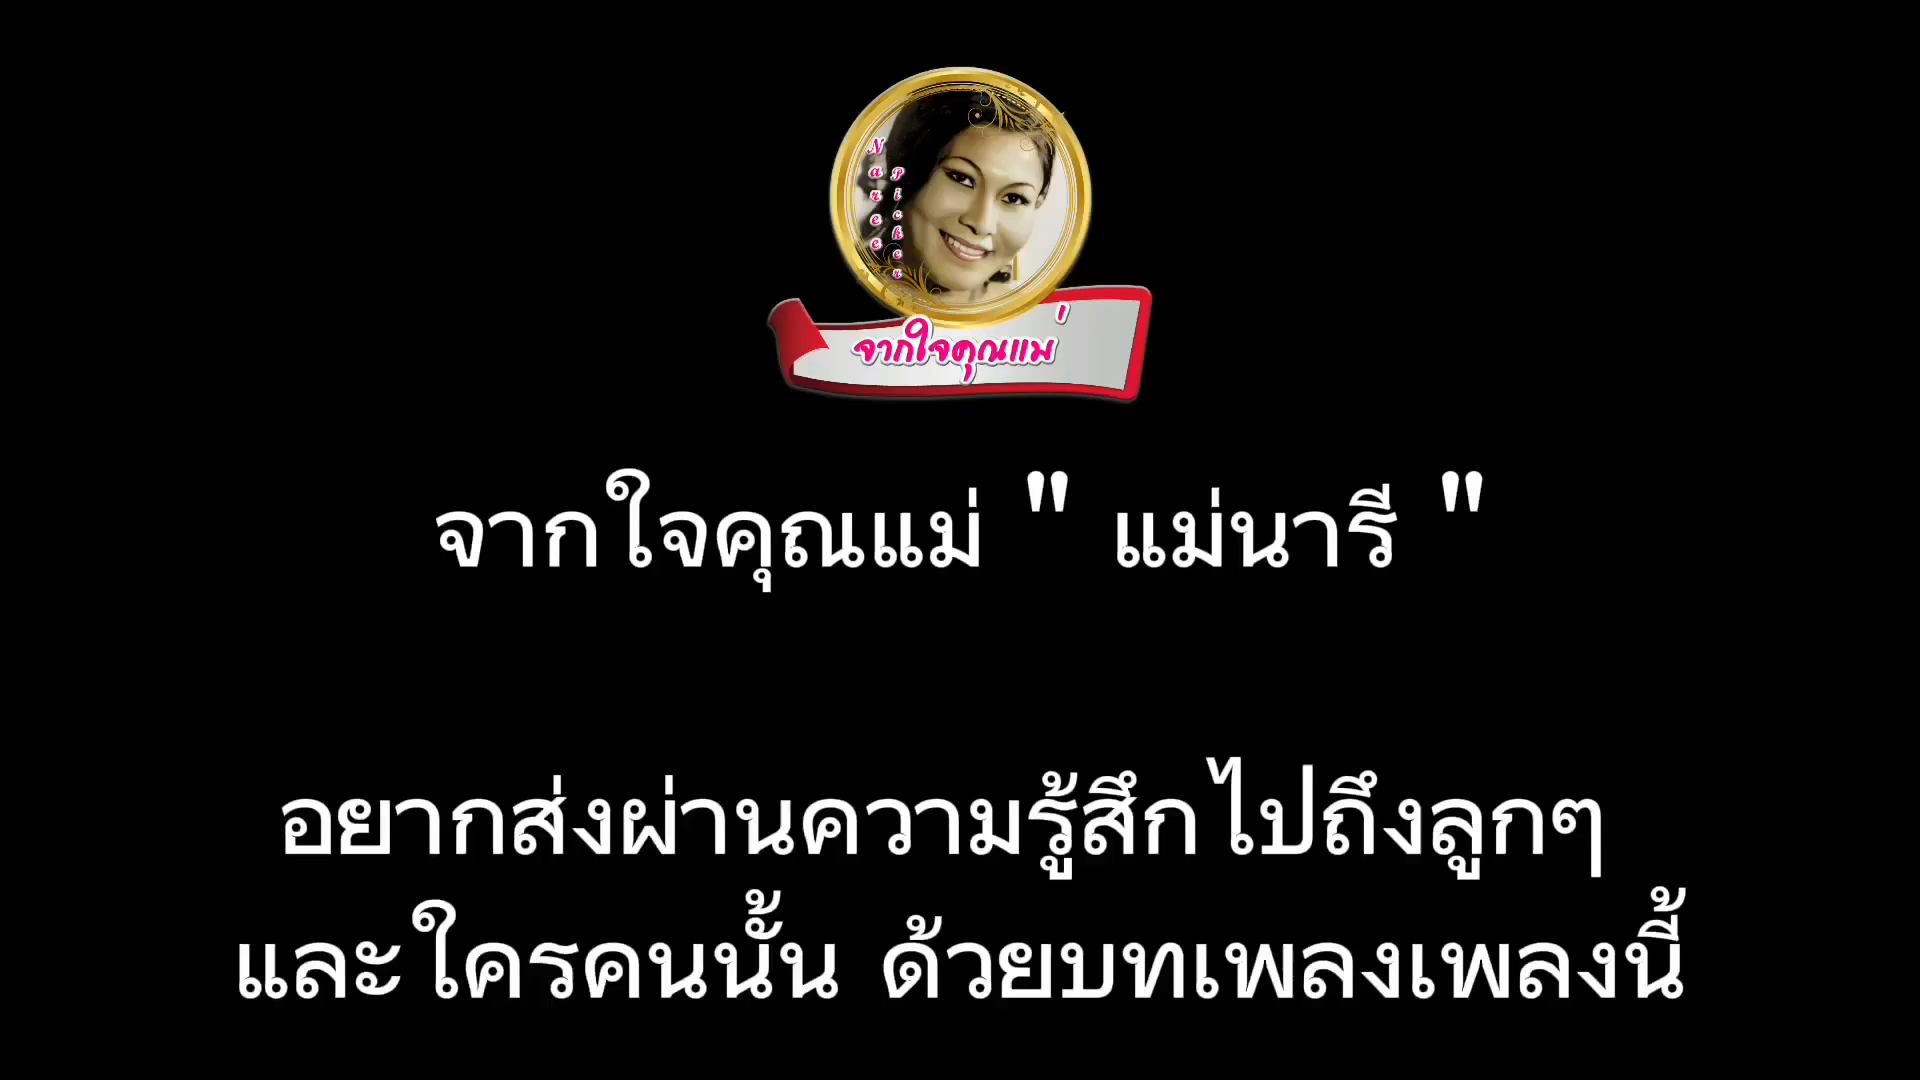 Naree
Picker
จากใจคุณแม่
จากใจคุณแม่ " แม่นารี "
อยากส่งผ่านความรู้สึกไปถึงลูกๆ
และใครคนนั้น ด้วยบทเพลงเพลงนี้